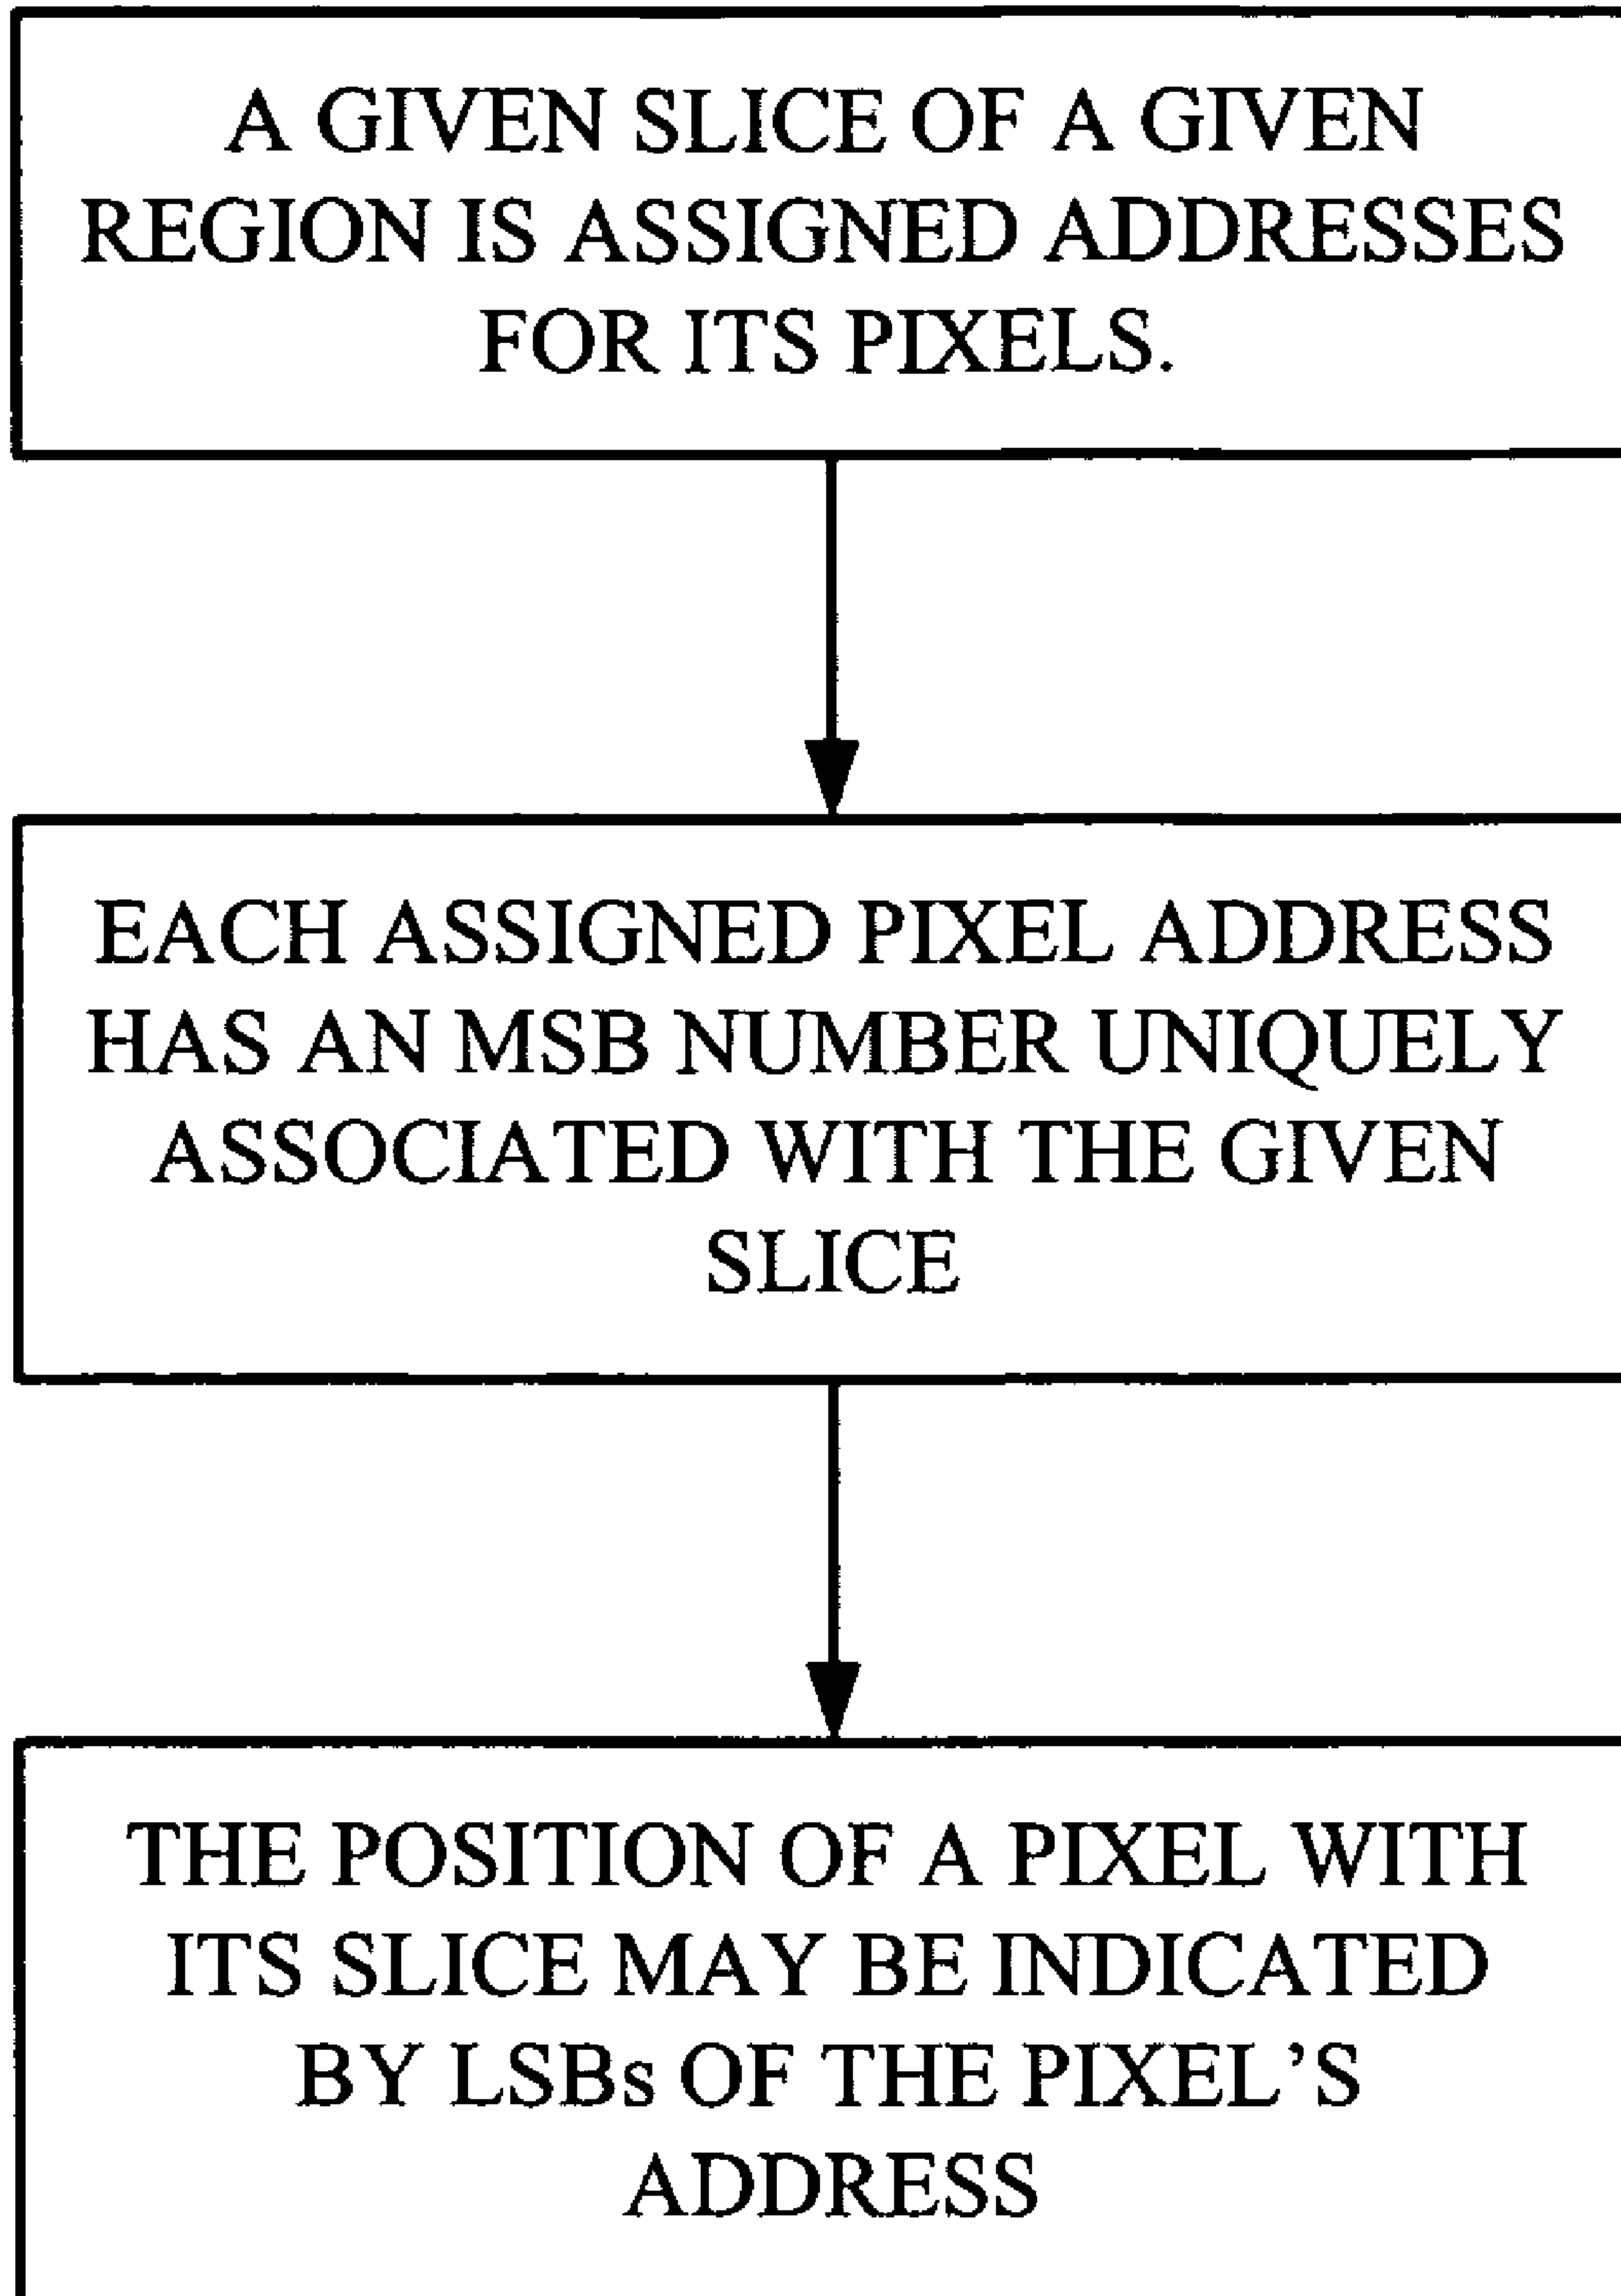 A GIVEN SLICE OF A GIVEN
REGION IS ASSIGNED ADDRESSES
FOR ITS PIXELS.
EACH ASSIGNED PIXEL ADDRESS
HAS AN MSB NUMBER UNIQUELY
ASSOCIATED WITH THE GIVEN
SLICE
THE POSITION OF A PIXEL WITH
ITS SLICE MAY BE INDICATED
BY LSBs OF THE PIXEL’S
ADDRESS